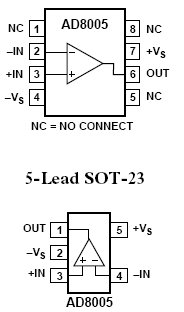 AD8005
NC 1 8 NC
–IN 2 – 7 +VS
+IN 3 + 6 OUT
–VS 4 5 NC
NC = NO CONNECT
5-Lead SOT-23
OUT 1 5 +VS
–VS 2
+IN 3 + – 4 –IN
AD8005